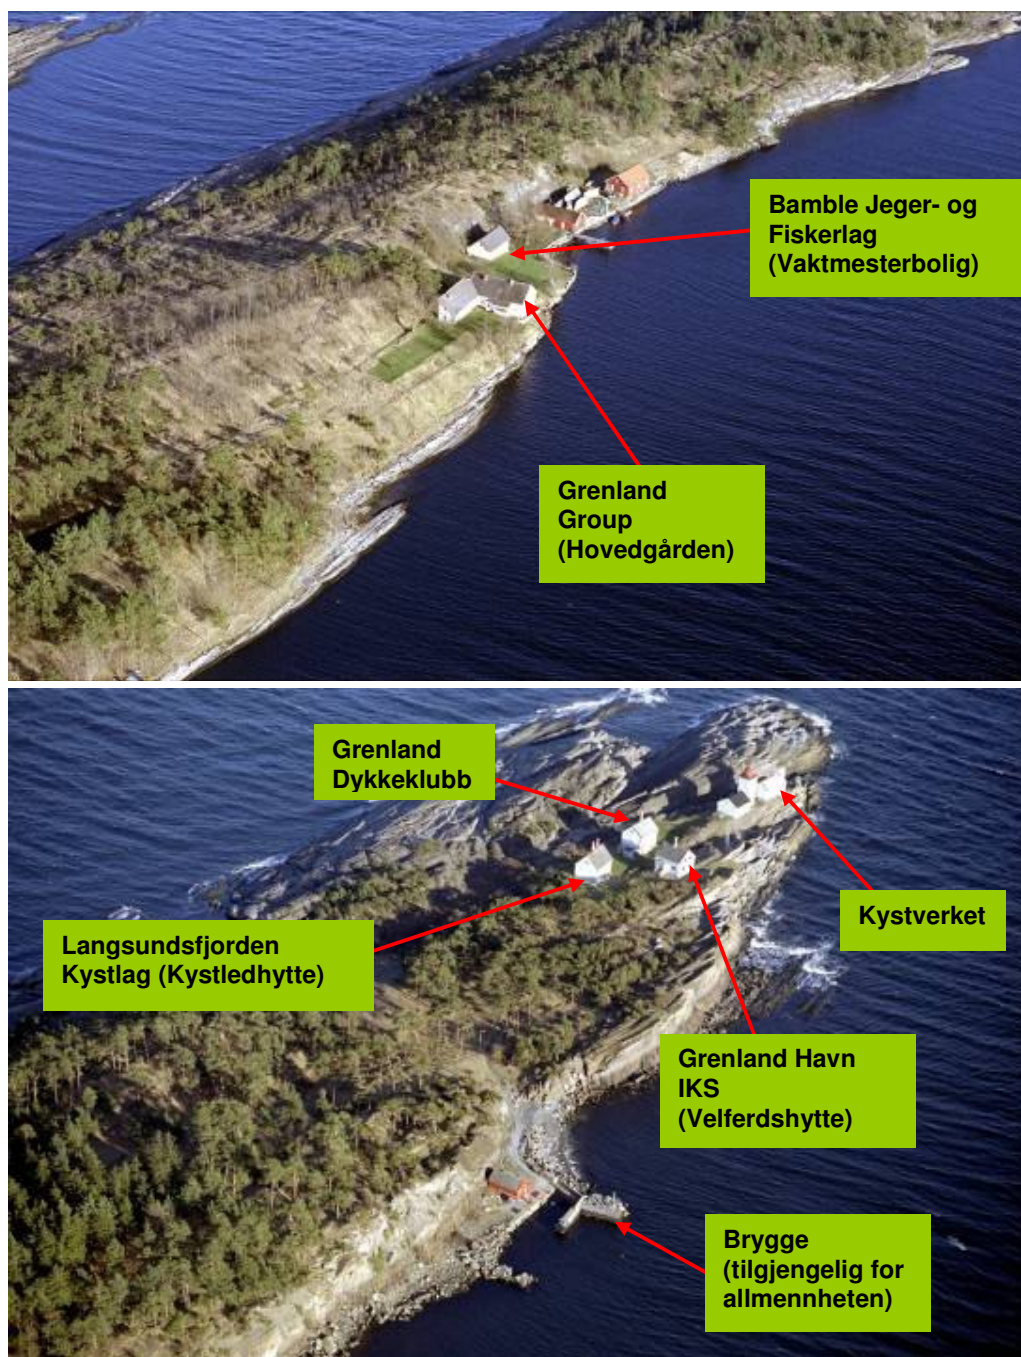 Bamble Jeger- og
Fiskerlag
(Vaktmesterbolig)
Grenland
Group
(Hovedgården)
Grenland
Dykkeklubb
Kystverket
Langsundsfjorden
Kystlag (Kystledhytte)
Grenland Havn
IKS
(Velferdshytte)
Brygge
(tilgjengelig for
allmennheten)